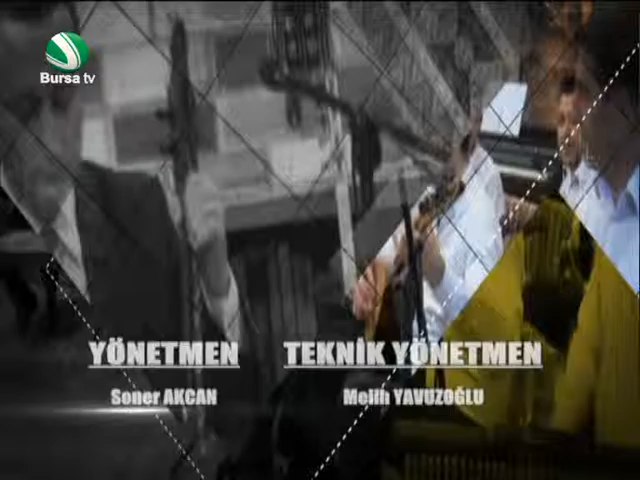 Bursa tv
YÖNETMEN
TEKNİK YÖNETMEN
Soner AKCAN
Melih YAVUZOĞLU